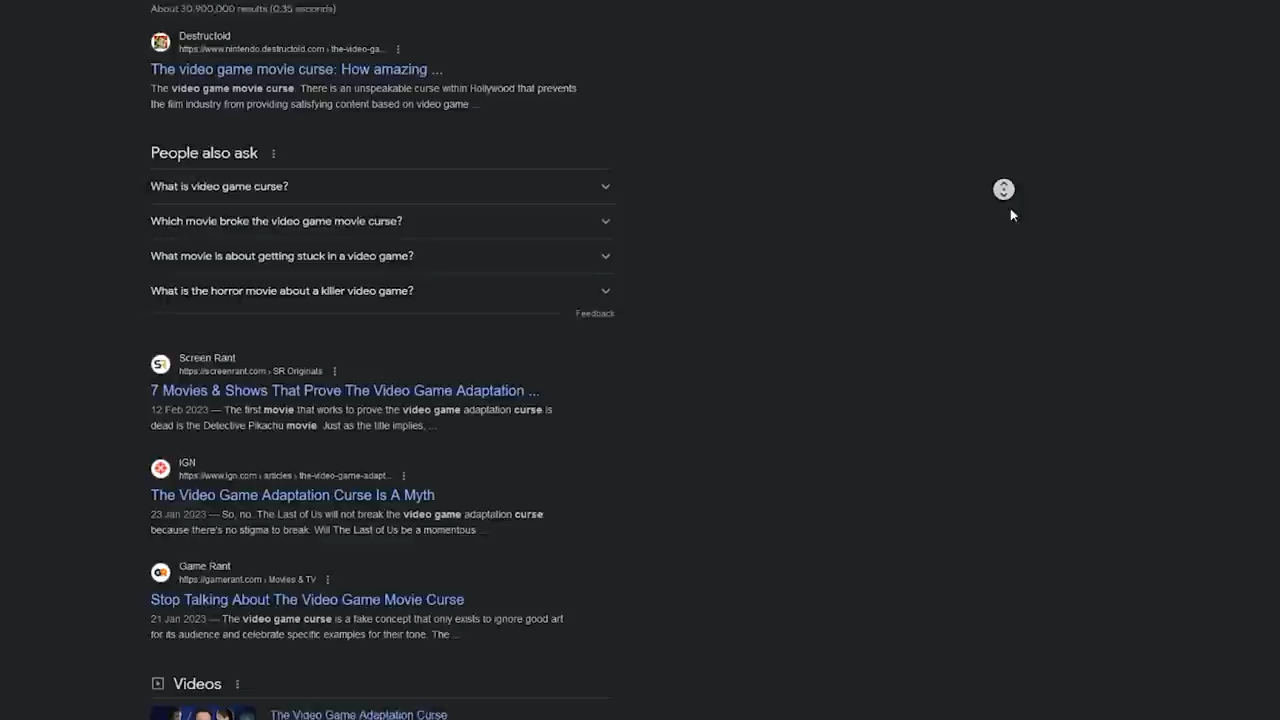 About 30,900,000 results (0.35 seconds)
Destructoid
https://www.nintendo.destructoid.com › the-video-ga...
The video game movie curse: How amazing ...
The video game movie curse. There is an unspeakable curse within Hollywood that prevents
the film industry from providing satisfying content based on video game ...
People also ask
What is video game curse?
Which movie broke the video game movie curse?
What movie is about getting stuck in a video game?
What is the horror movie about a killer video game?
Feedback
Screen Rant
https://screenrant.com › SR Originals
7 Movies & Shows That Prove The Video Game Adaptation ...
12 Feb 2023 — The first movie that works to prove the video game adaptation curse is
dead is the Detective Pikachu movie. Just as the title implies, ...
IGN
https://www.ign.com › articles › the-video-game-adapt...
The Video Game Adaptation Curse Is A Myth
23 Jan 2023 — So, no. The Last of Us will not break the video game adaptation curse
because there's no stigma to break. Will The Last of Us be a momentous ...
Game Rant
https://gamerant.com › Movies & TV
Stop Talking About The Video Game Movie Curse
21 Jan 2023 — The video game curse is a fake concept that only exists to ignore good art
for its audience and celebrate specific examples for their tone. The ...
Videos
The Video Game Adaptation Curse